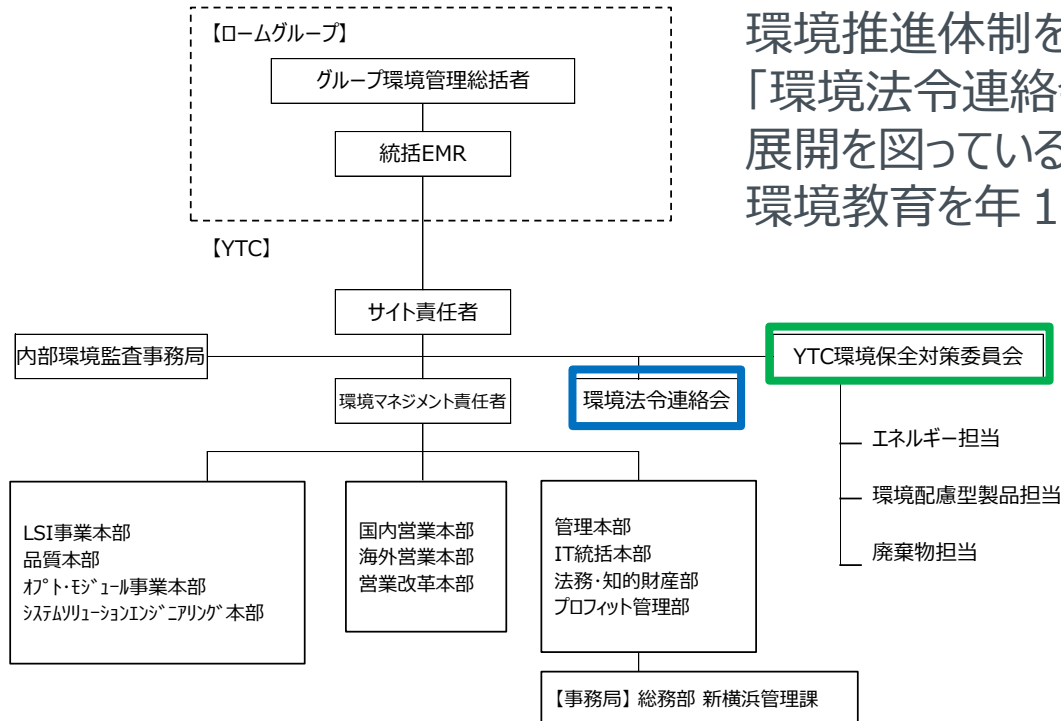 【ロームグループ】
グループ環境管理総括者
統括EMR
環境推進体制を
「環境法令連絡
展開を図っている
環境教育を年１
【YTC】
サイト責任者
内部環境監査事務局
YTC環境保全対策委員会
環境マネジメント責任者
環境法令連絡会
エネルギー担当
環境配慮型製品担当
廃棄物担当
LSI事業本部
品質本部
ｵﾌﾟﾄ･ﾓｼﾞｭｰﾙ事業本部
ｼｽﾃﾑｿﾘｭｰｼｮﾝｴﾝｼﾞﾆｱﾘﾝｸﾞ本部
国内営業本部
海外営業本部
営業改革本部
管理本部
IT統括本部
法務･知的財産部
プロフィット管理部
【事務局】 総務部 新横浜管理課